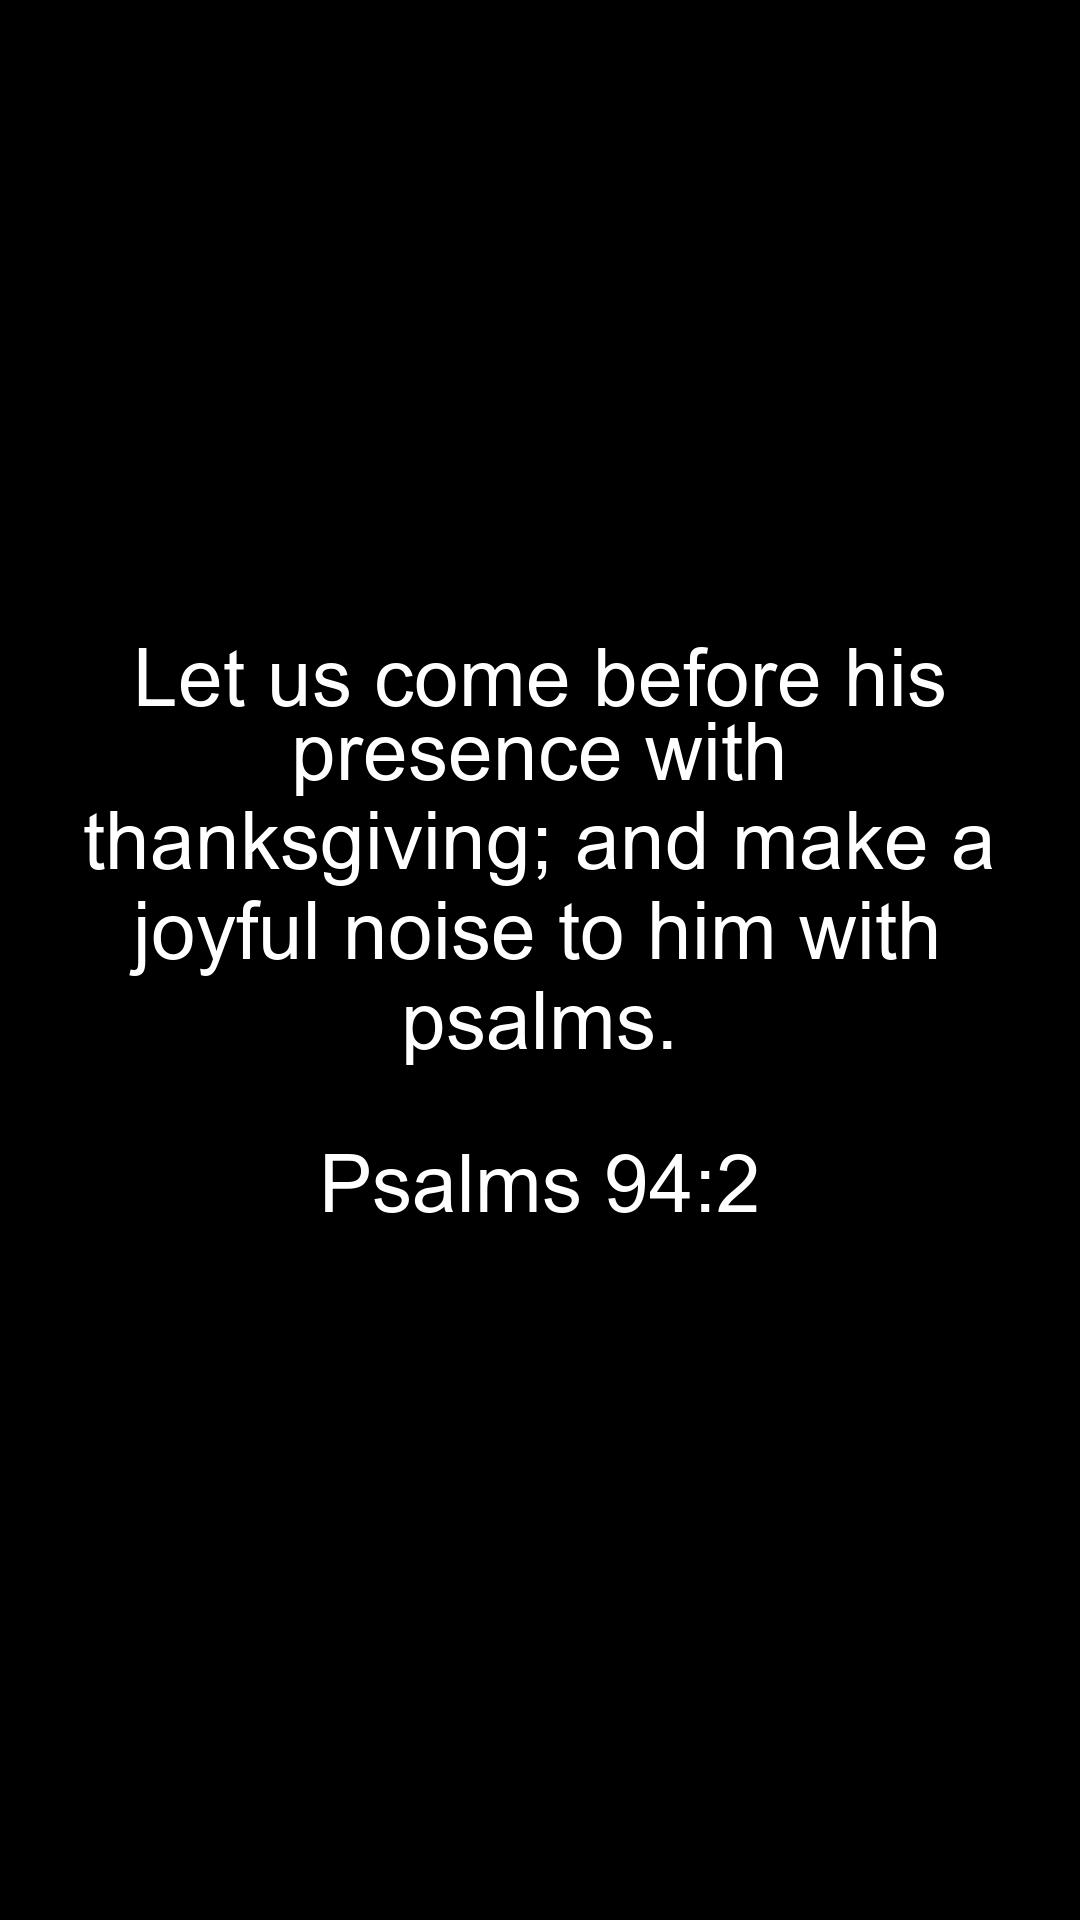 Let us come before his
presence with
thanksgiving; and make a
joyful noise to him with
psalms.
Psalms 94:2